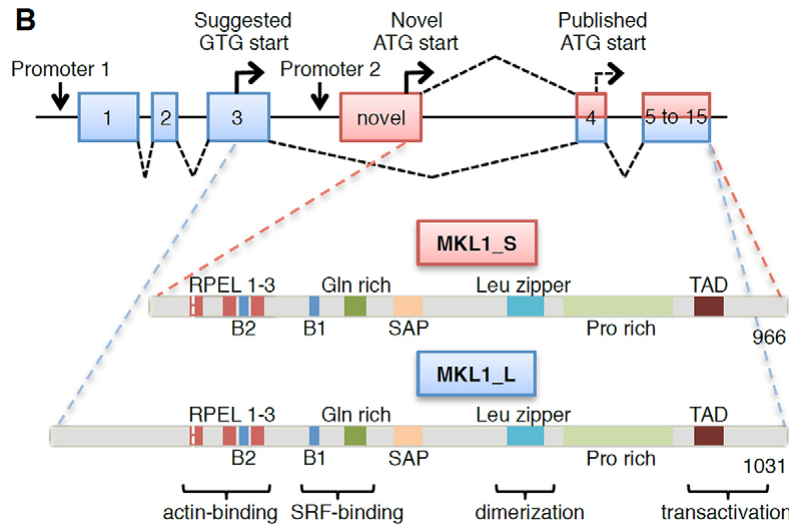 B
Suggested
GTG start
Novel
ATG start
Published
ATG start
Promoter 1
Promoter 2
1
2
3
novel
4
5 to 15
MKL1_S
RPEL 1-3
Gln rich
Leu zipper
TAD
B2
B1
SAP
Pro rich
966
MKL1_L
RPEL 1-3
Gln rich
Leu zipper
TAD
B2
B1
SAP
Pro rich
1031
actin-binding
SRF-binding
dimerization
transactivation